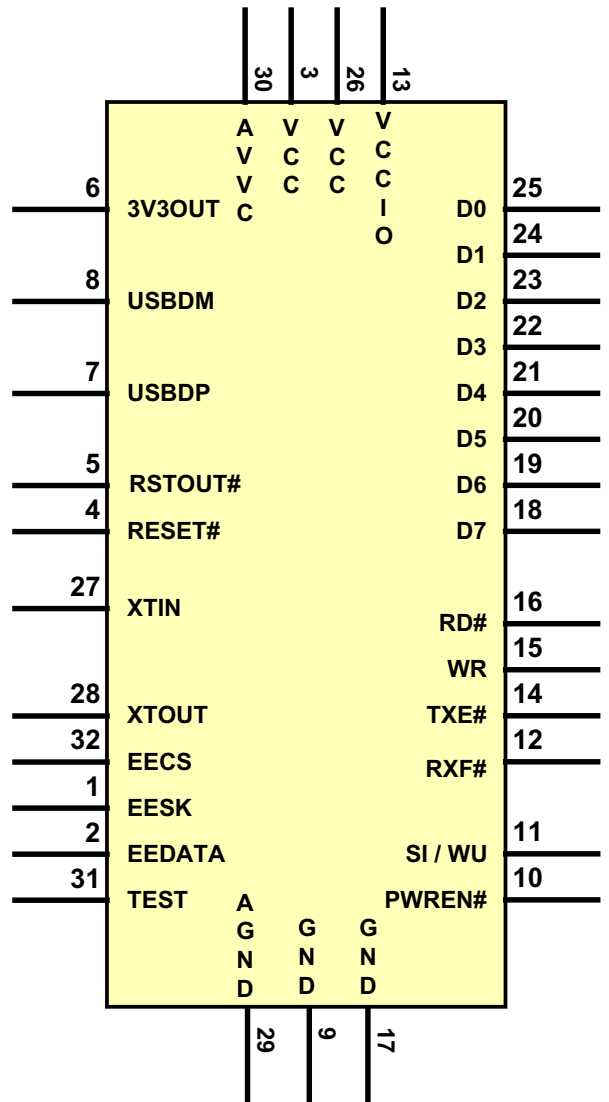 30
3
26
13
AVVC
VCC
VCC
VCCIO
6
3V3OUT
D0
25
D1
24
8
USBDM
D2
23
D3
22
7
USBDP
D4
21
D5
20
5
RSTOUT#
D6
19
4
RESET#
D7
18
27
XTIN
RD#
16
WR
15
28
XTOUT
TXE#
14
32
EECS
RXF#
12
1
EESK
2
EEDATA
SI / WU
11
31
TEST
PWREN#
10
AGND
GND
GND
29
9
17